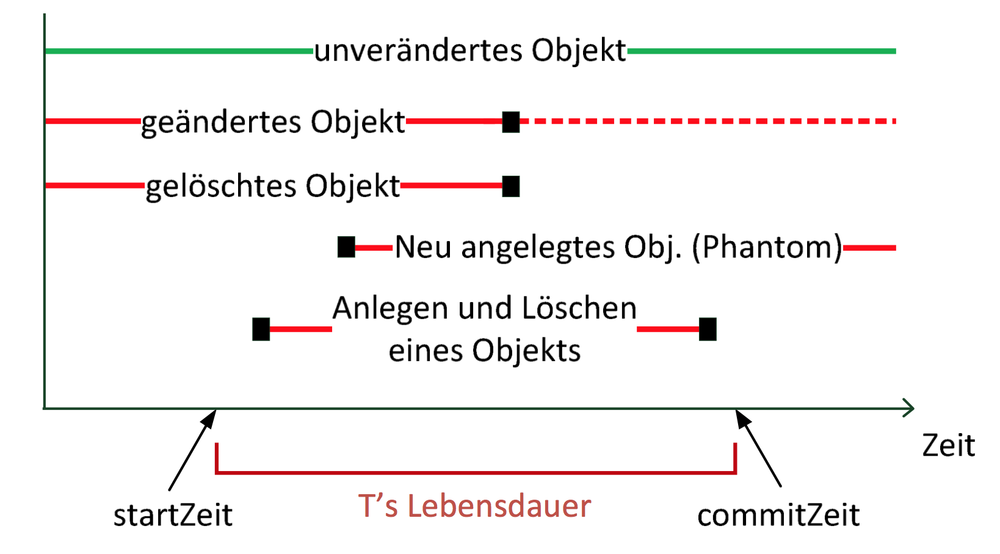 unverändertes Objekt
geändertes Objekt
gelöschtes Objekt
Neu angelegtes Obj. (Phantom)
Anlegen und Löschen
eines Objekts
Zeit
startZeit
T’s Lebensdauer
commitZeit